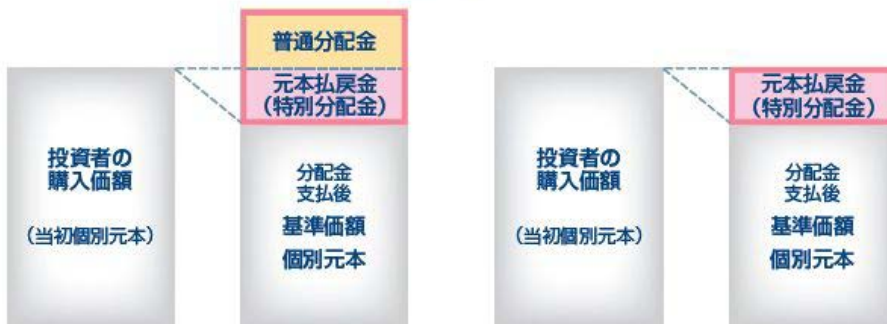 普通分配金
元本払戻金
(特別分配金)
投資者の
購入価額
(当初個別元本)
分配金
支払後
基準価額
個別元本
元本払戻金
(特別分配金)
投資者の
購入価額
(当初個別元本)
分配金
支払後
基準価額
個別元本